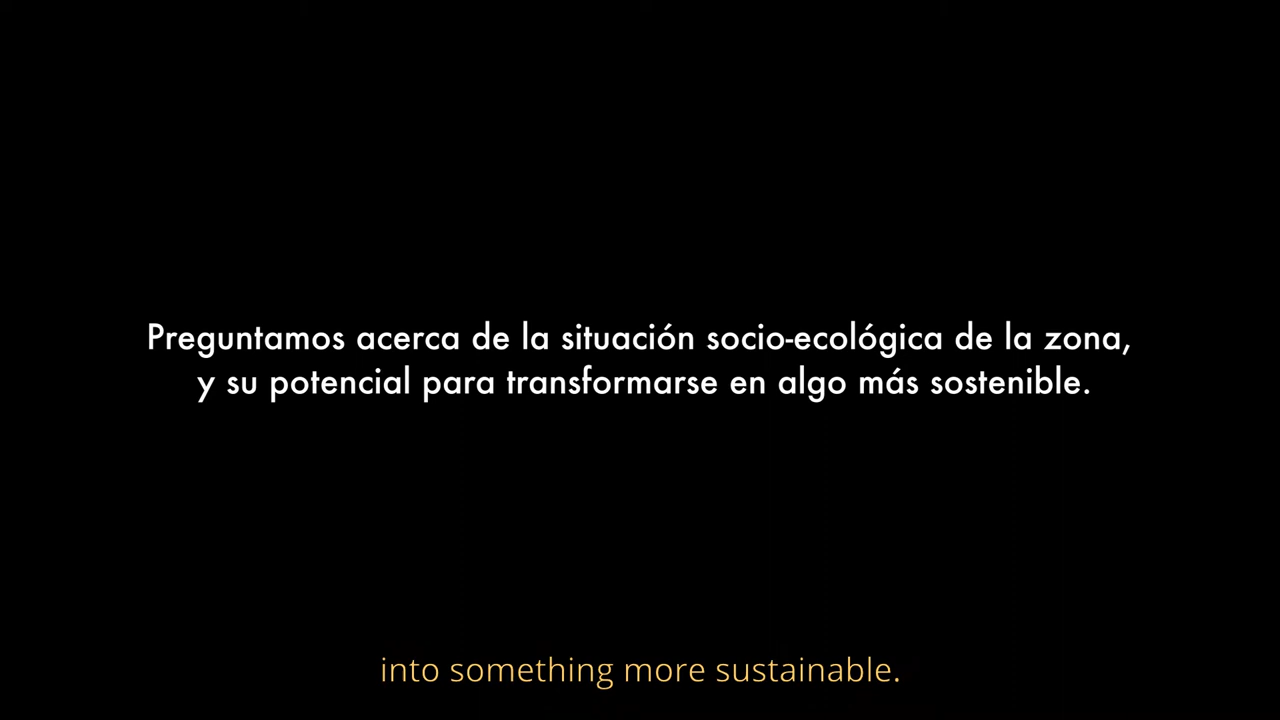 Preguntamos acerca de la situación socio-ecológica de la zona,
y su potencial para transformarse en algo más sostenible.
into something more sustainable.